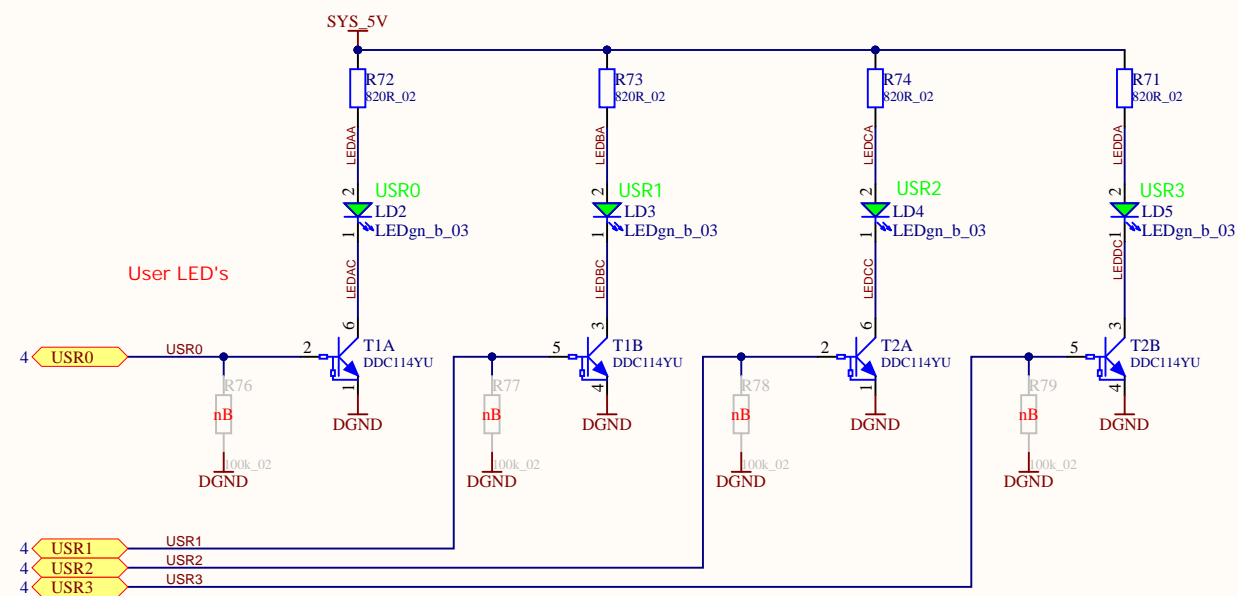 SYS_5V
R72
820R_02
R73
820R_02
R74
820R_02
R71
820R_02
LEDAA
LEDBA
LEDCA
LEDDA
2
USR0
LD2
LEDgn_b_03
1
2
USR1
LD3
LEDgn_b_03
1
2
USR2
LD4
LEDgn_b_03
1
2
USR3
LD5
LEDgn_b_03
1
User LED's
LEDAC
LEDBC
LEDCC
LEDDC
4
USR0
USR0
2
6
T1A
DDC114YU
1
DGND
5
3
T1B
DDC114YU
4
DGND
2
6
T2A
DDC114YU
1
DGND
5
3
T2B
DDC114YU
4
DGND
R76
nB
100k_02
DGND
R77
nB
100k_02
DGND
R78
nB
100k_02
DGND
R79
nB
100k_02
DGND
4
USR1
USR1
4
USR2
USR2
4
USR3
USR3